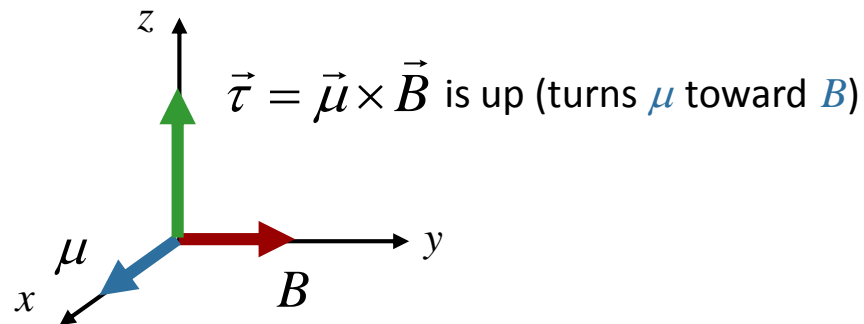 z
τ⃗ = μ⃗ × B⃗ is up (turns μ toward B)
y
μ
B
x